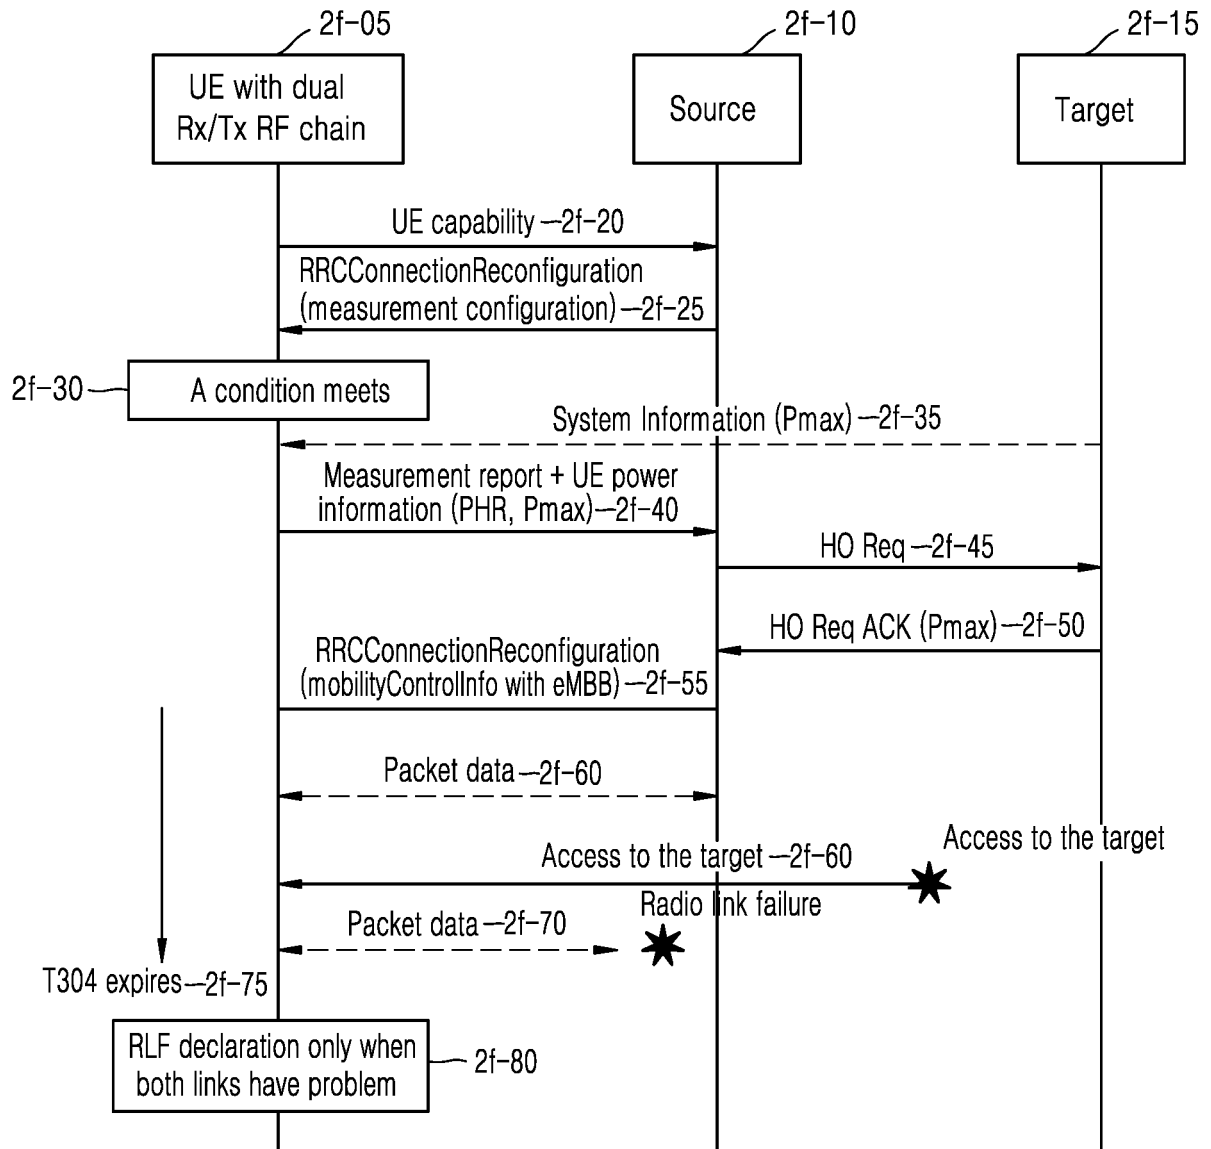 2f-05
2f-10
2f-15
UE with dual
Rx/Tx RF chain
Source
Target
UE capability —2f-20
RRCConnectionReconfiguration
(measurement configuration) —2f-25
2f-30
A condition meets
System Information (Pmax) —2f-35
Measurement report + UE power
information (PHR, Pmax) —2f-40
HO Req —2f-45
HO Req ACK (Pmax) —2f-50
RRCConnectionReconfiguration
(mobilityControlInfo with eMBB) —2f-55
Packet data —2f-60
Access to the target
Access to the target —2f-60
Radio link failure
Packet data —2f-70
T304 expires —2f-75
RLF declaration only when
both links have problem
2f-80